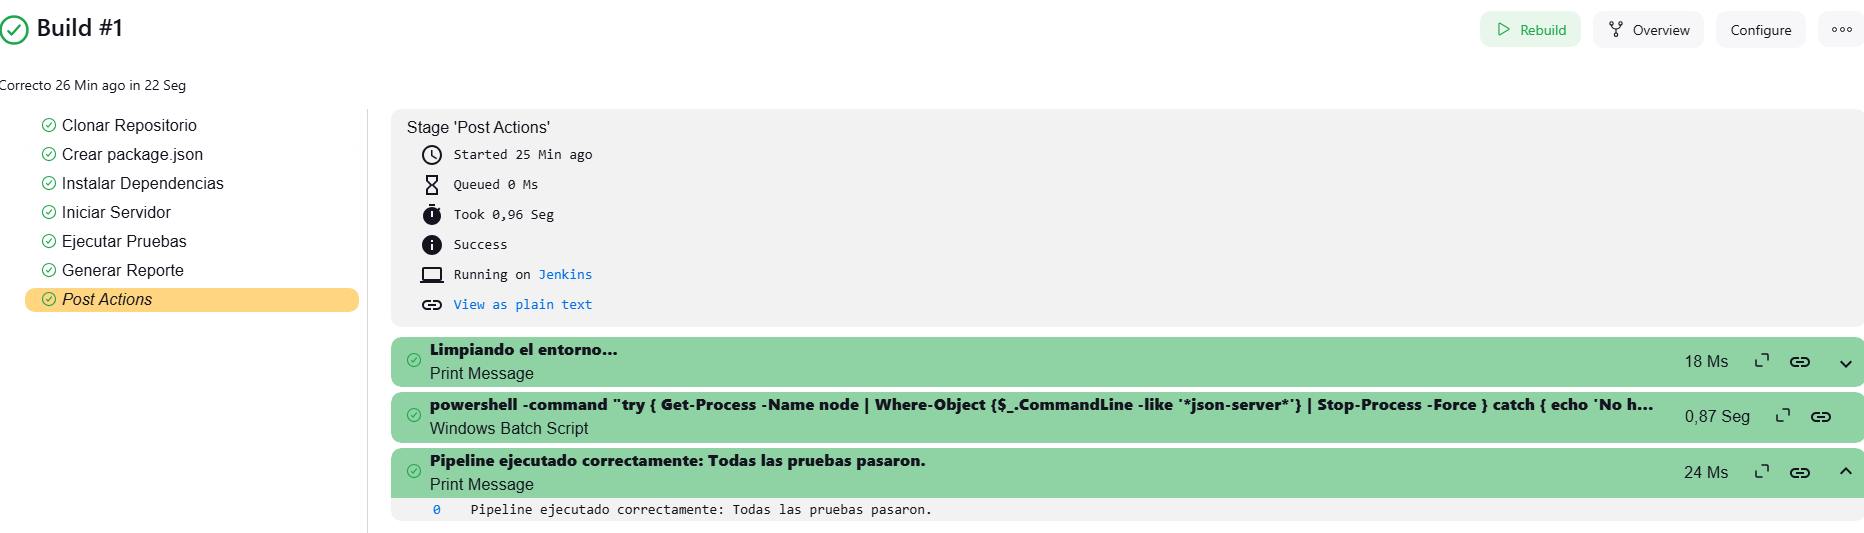 Build #1
Rebuild
Overview
Configure
Correcto 26 Min ago in 22 Seg
Clonar Repositorio
Crear package.json
Instalar Dependencias
Iniciar Servidor
Ejecutar Pruebas
Generar Reporte
Post Actions
Stage 'Post Actions'
Started 25 Min ago
Queued 0 Ms
Took 0,96 Seg
Success
Running on Jenkins
View as plain text
Limpiando el entorno...
Print Message
18 Ms
powershell -command "try { Get-Process -Name node | Where-Object {$_.CommandLine -like '*json-server*'} | Stop-Process -Force } catch { echo 'No h...
Windows Batch Script
0,87 Seg
Pipeline ejecutado correctamente: Todas las pruebas pasaron.
Print Message
24 Ms
0 Pipeline ejecutado correctamente: Todas las pruebas pasaron.